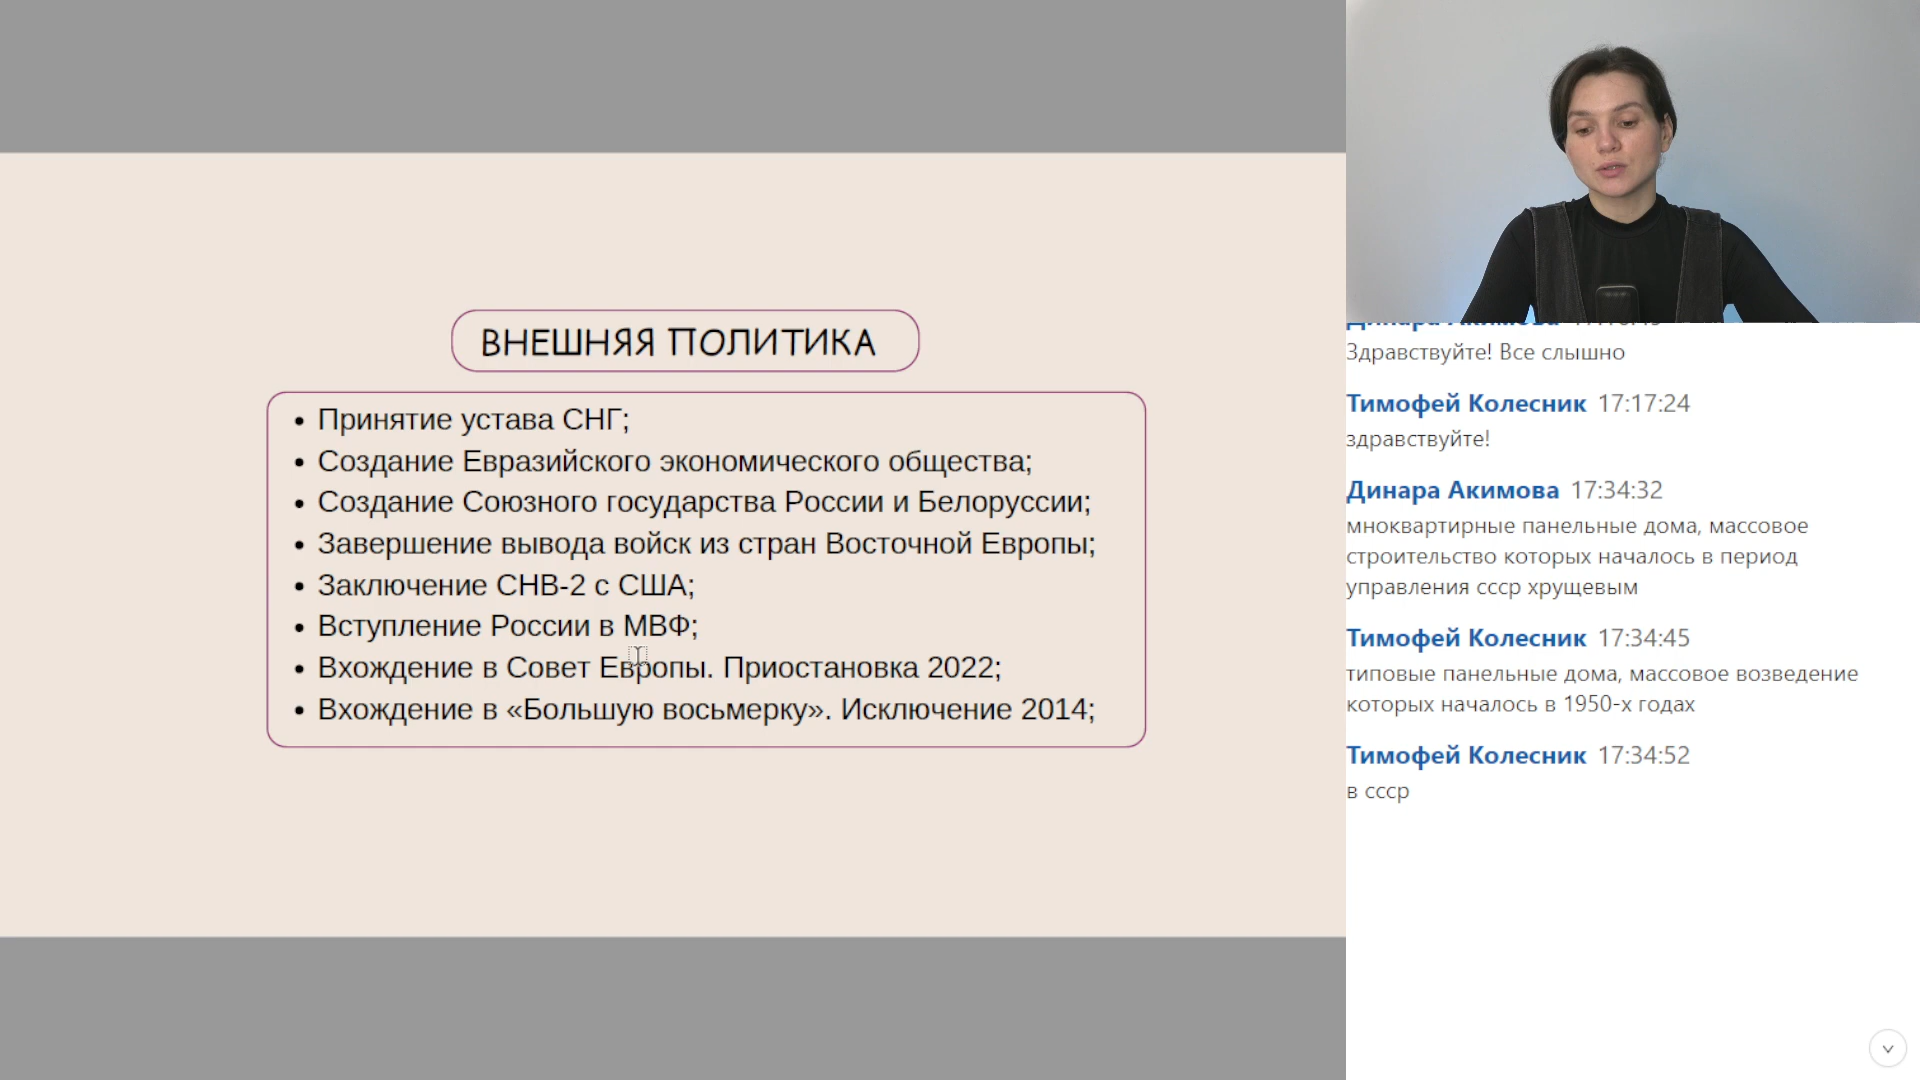 ВНЕШНЯЯ ПОЛИТИКА
• Принятие устава СНГ;
• Создание Евразийского экономического общества;
• Создание Союзного государства России и Белоруссии;
• Завершение вывода войск из стран Восточной Европы;
• Заключение СНВ-2 с США;
• Вступление России в МВФ;
• Вхождение в Совет Европы. Приостановка 2022;
• Вхождение в «Большую восьмерку». Исключение 2014;
Здравствуйте! Все слышно
Тимофей Колесник 17:17:24
здравствуйте!
Динара Акимова 17:34:32
мноквартирные панельные дома, массовое
строительство которых началось в период
управления ссср хрущевым
Тимофей Колесник 17:34:45
типовые панельные дома, массовое возведение
которых началось в 1950-х годах
Тимофей Колесник 17:34:52
в ссср